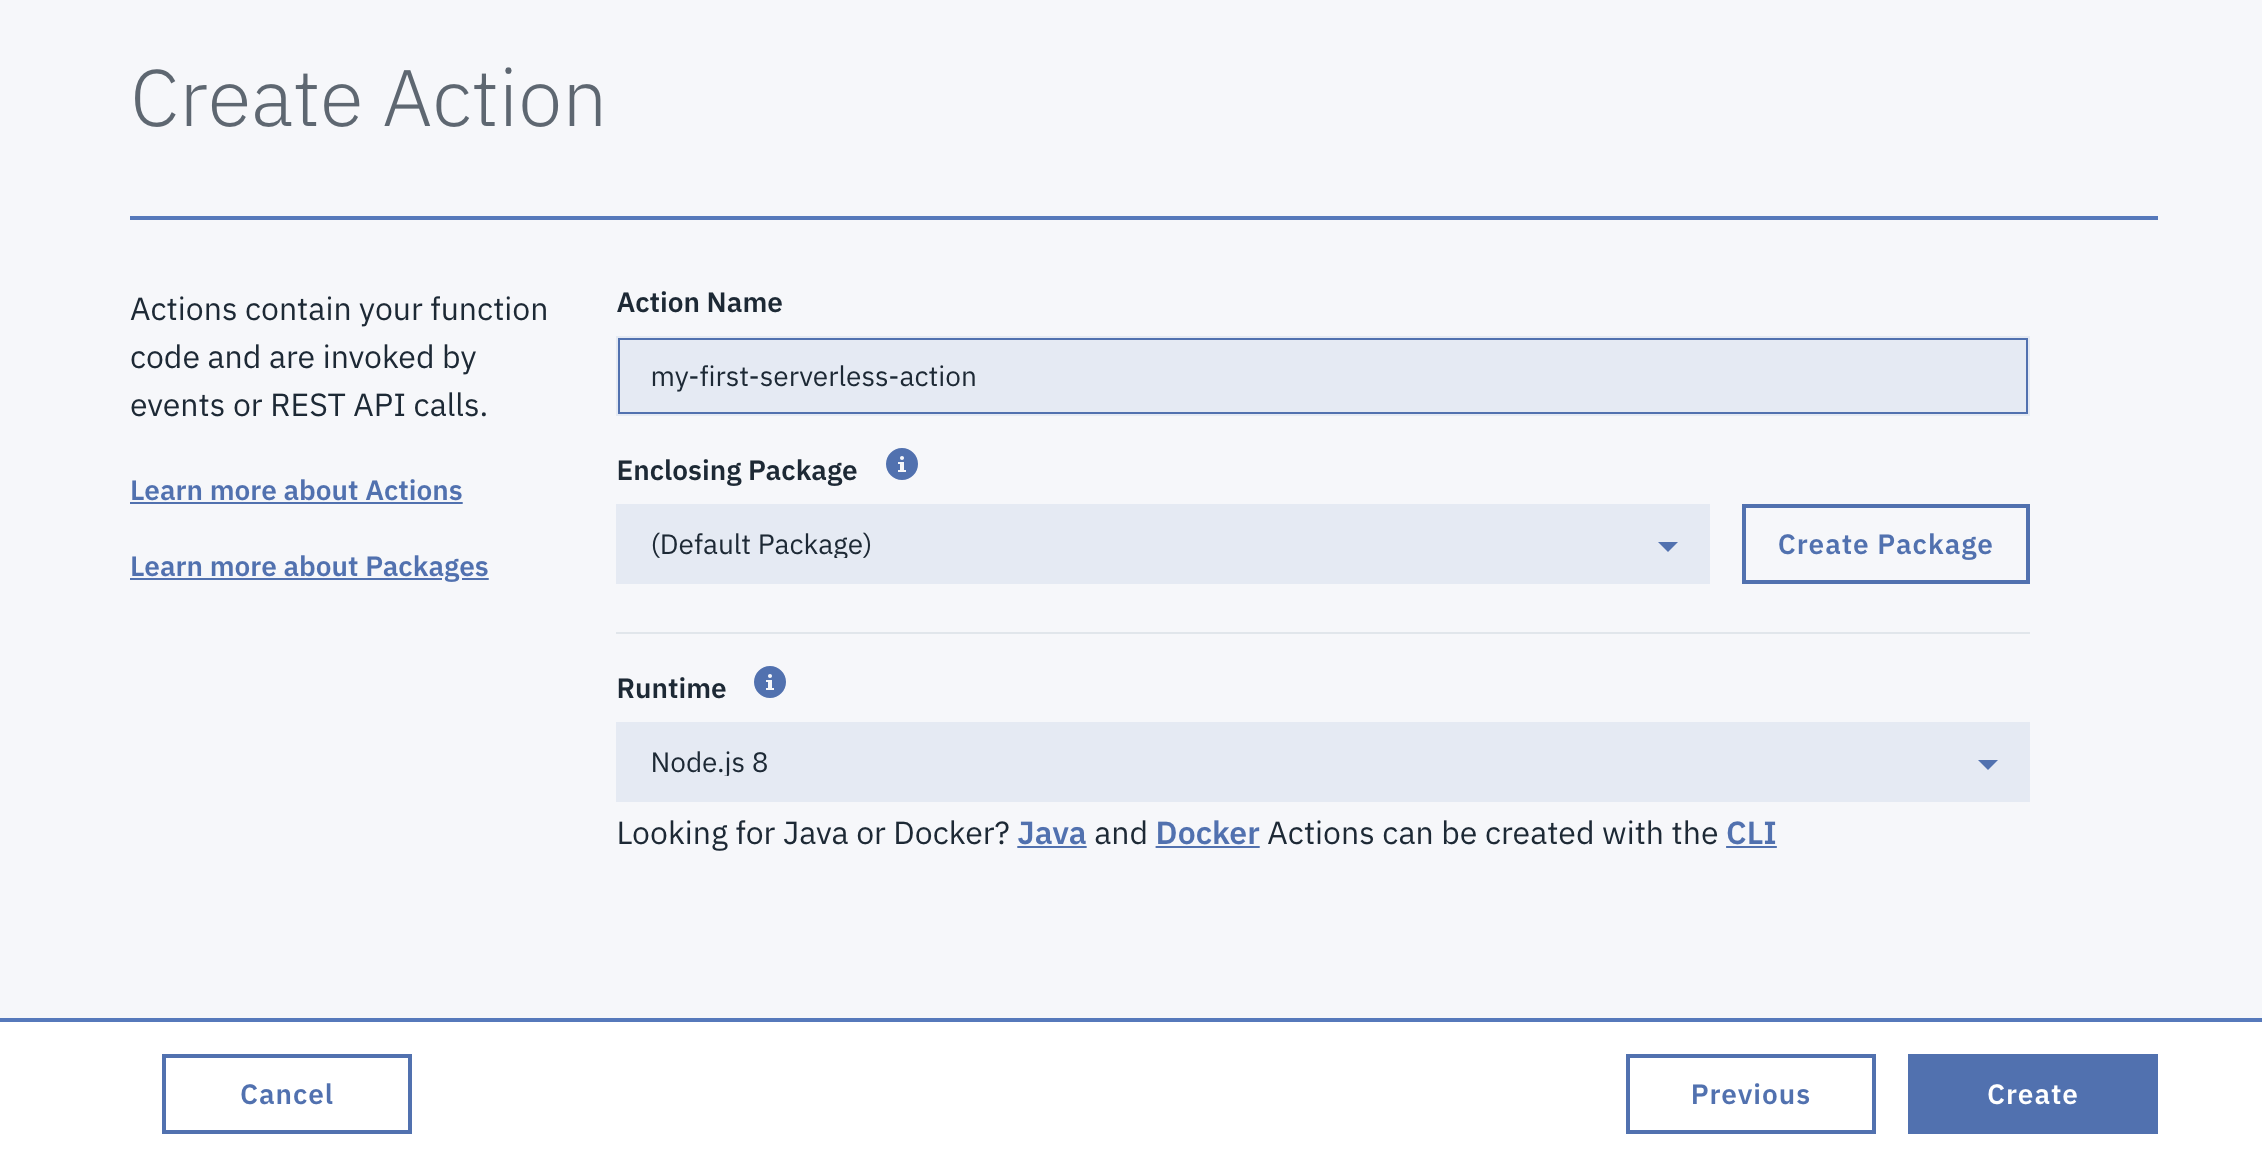 Create Action
Actions contain your function
code and are invoked by
events or REST API calls.
Learn more about Actions
Learn more about Packages
Action Name
my-first-serverless-action
Enclosing Package
(Default Package)
Create Package
Runtime
Node.js 8
Looking for Java or Docker? Java and Docker Actions can be created with the CLI
Cancel
Previous
Create